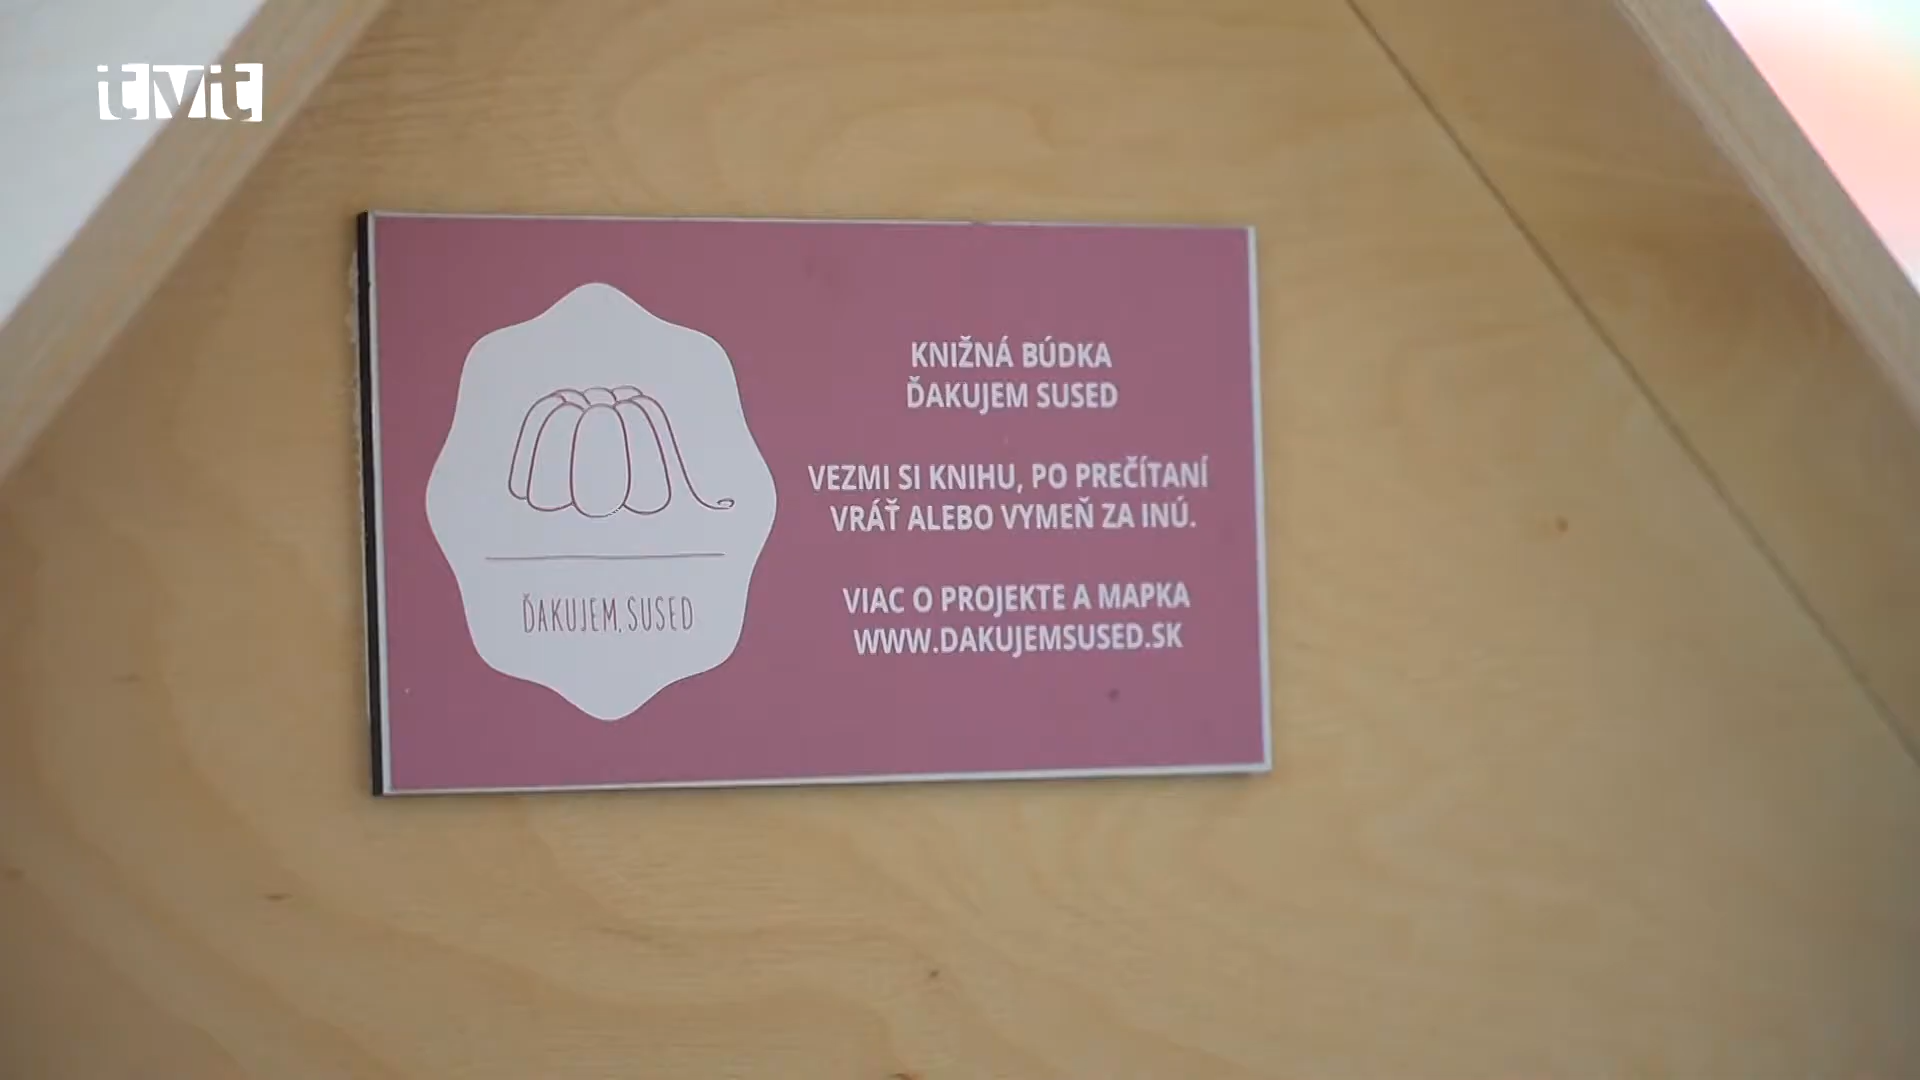 itvit
KNIŽNÁ BÚDKA
ĎAKUJEM SUSED
VEZMI SI KNIHU, PO PREČÍTANÍ
VRÁŤ ALEBO VYMEŇ ZA INÚ.
VIAC O PROJEKTE A MAPKA
WWW.DAKUJEMSUSED.SK
ĎAKUJEM, SUSED